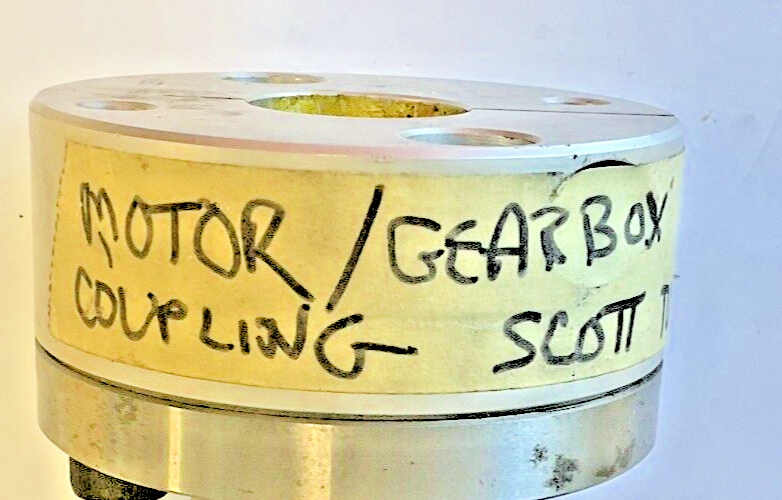 MOTOR / GEARBOX
COUPLING SCOTT